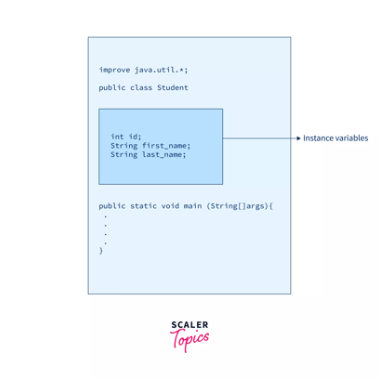 improve java.util.*;
public class Student
int id;
String first_name;
String last_name;
Instance variables
public static void main (String[]args){
.
.
.
.
}
SCALER
Topics